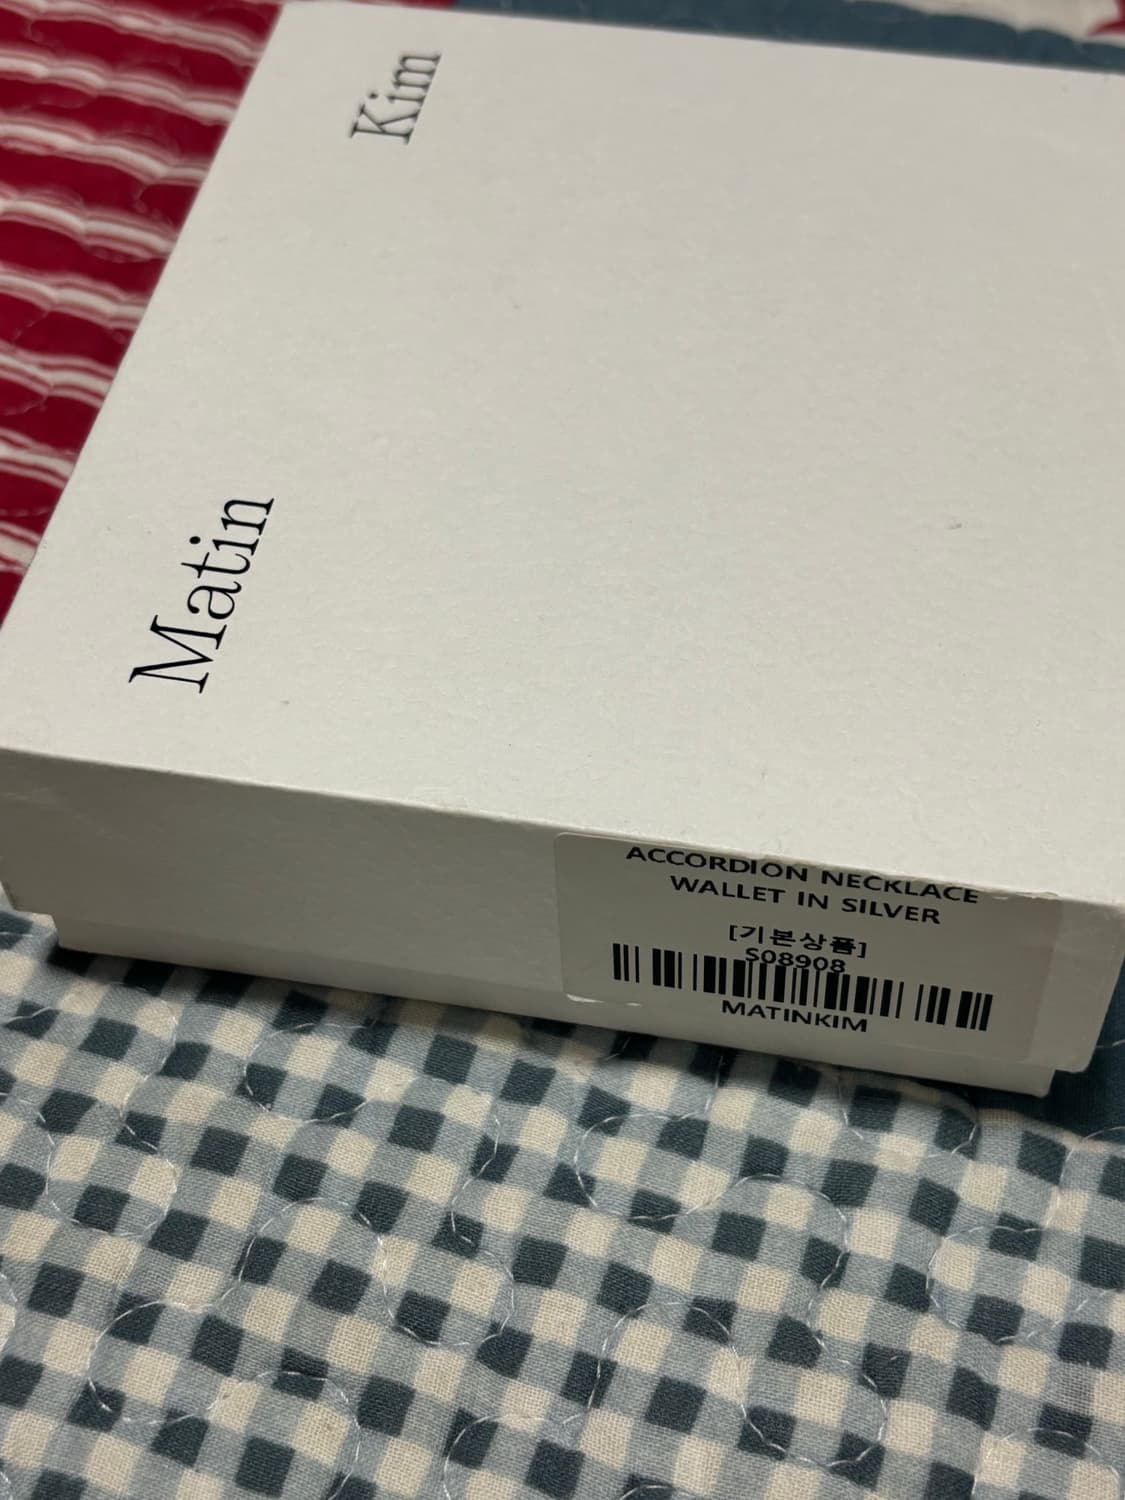 Matin Kim
ACCORDION NECKLACE
WALLET IN SILVER
[기본상품]
S08908
MATINKIM